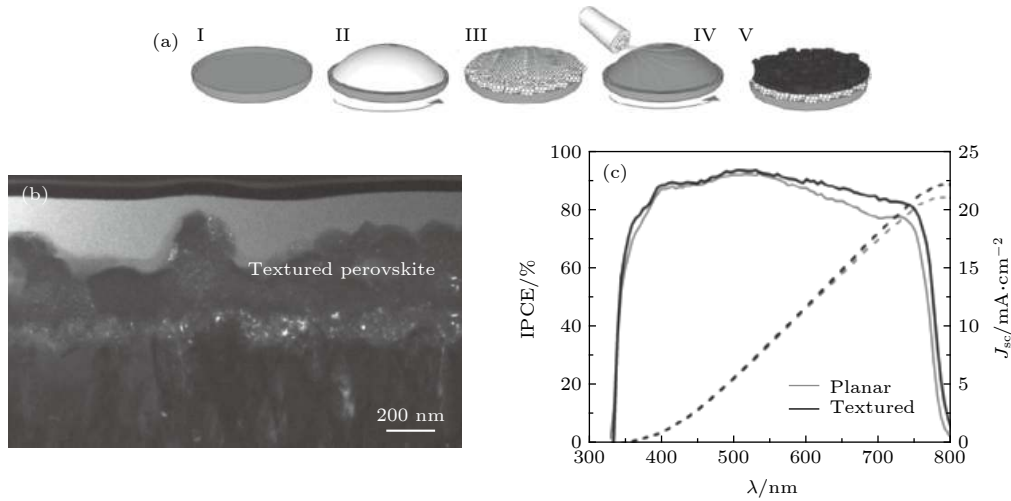 (a) I II III IV V
(b)
Textured perovskite
200 nm
(c)
100
80
60
40
20
0
IPCE/%
25
20
15
10
5
0
Jsc/mA·cm−2
Planar
Textured
300 400 500 600 700 800
λ/nm